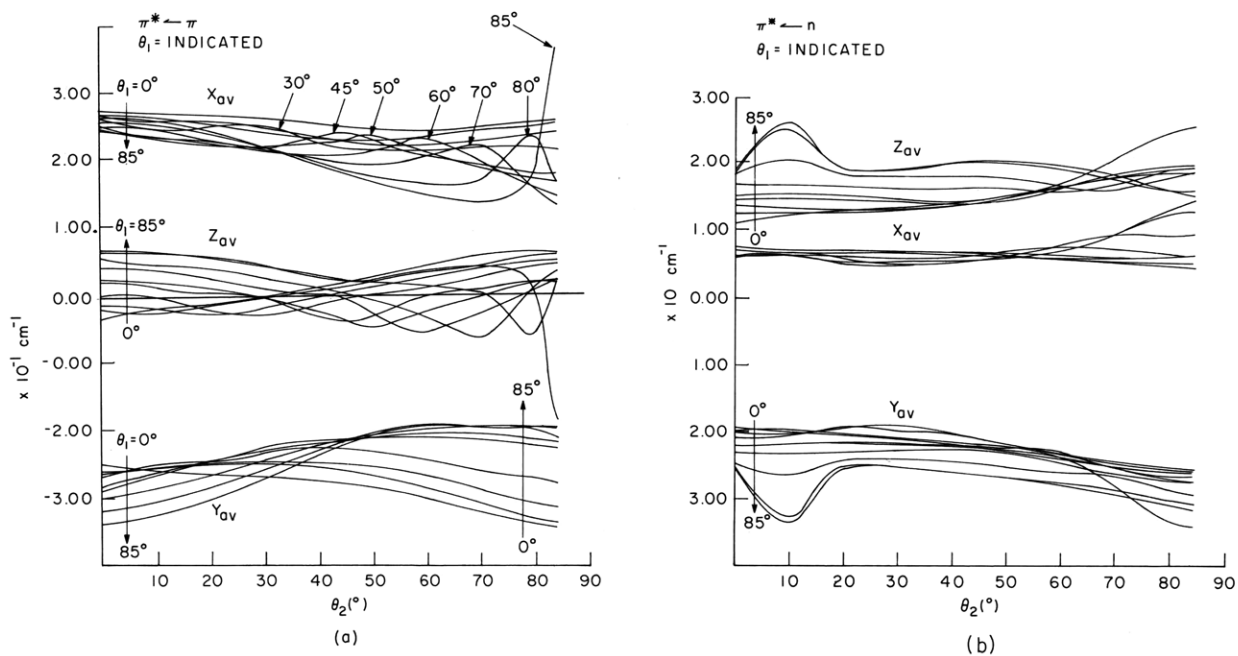 π* ← π
θ₁ = INDICATED
85°
3.00
θ₁=0°
Xav
30°
45°
50°
60°
70°
80°
2.00
85°
1.00
θ₁=85°
Zav
0.00
0°
-0.00
x 10⁻¹ cm⁻¹
-2.00
θ₁=0°
85°
-3.00
Yav
85°
0°
10 20 30 40 50 60 70 80 90
θ₂(°)
(a)
π* ← n
θ₁ = INDICATED
3.00
85°
Zav
2.00
1.00
0°
Xav
0.00
x 10 cm⁻¹
1.00
0°
Yav
2.00
3.00
85°
10 20 30 40 50 60 70 80 90
θ₂(°)
(b)